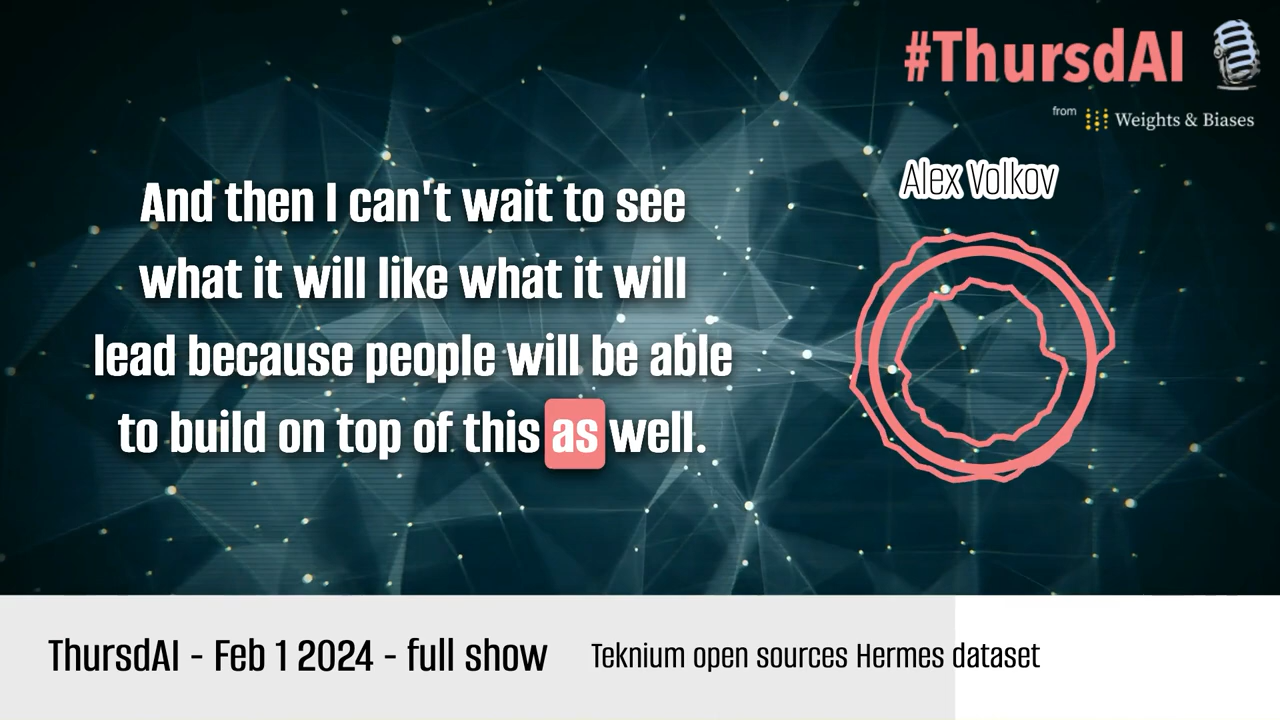 #ThursdAI
from Weights & Biases
Alex Volkov
And then I can't wait to see
what it will like what it will
lead because people will be able
to build on top of this as well.
ThursdAI - Feb 1 2024 - full show
Teknium open sources Hermes dataset